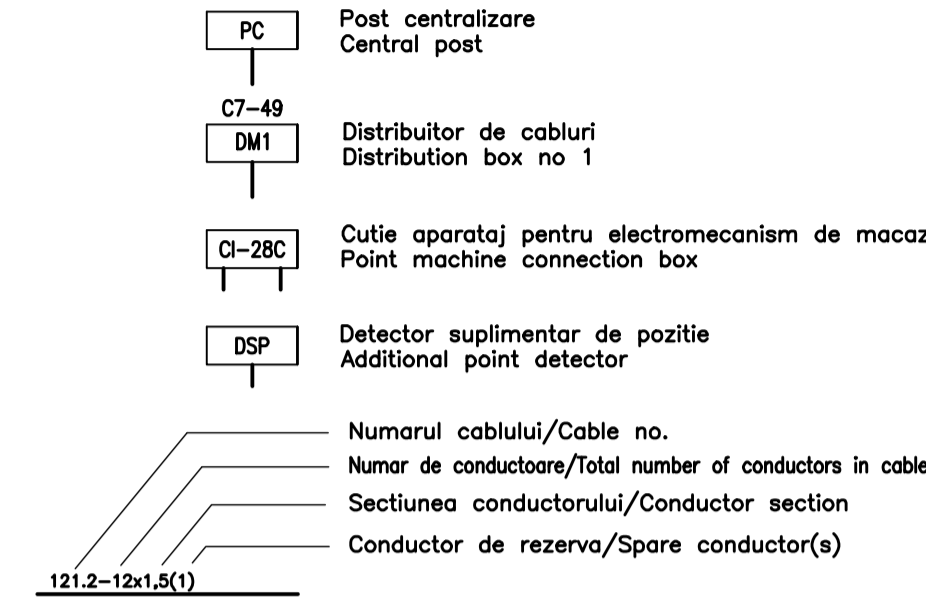 PC
Post centralizare
Central post
C7-49
DM1
Distribuitor de cabluri
Distribution box no 1
CI-28C
Cutie aparataj pentru electromecanism de macaz
Point machine connection box
DSP
Detector suplimentar de pozitie
Additional point detector
Numarul cablului/Cable no.
Numar de conductoare/Total number of conductors in cable
Sectiunea conductorului/Conductor section
Conductor de rezerva/Spare conductor(s)
121.2-12x1,5(1)